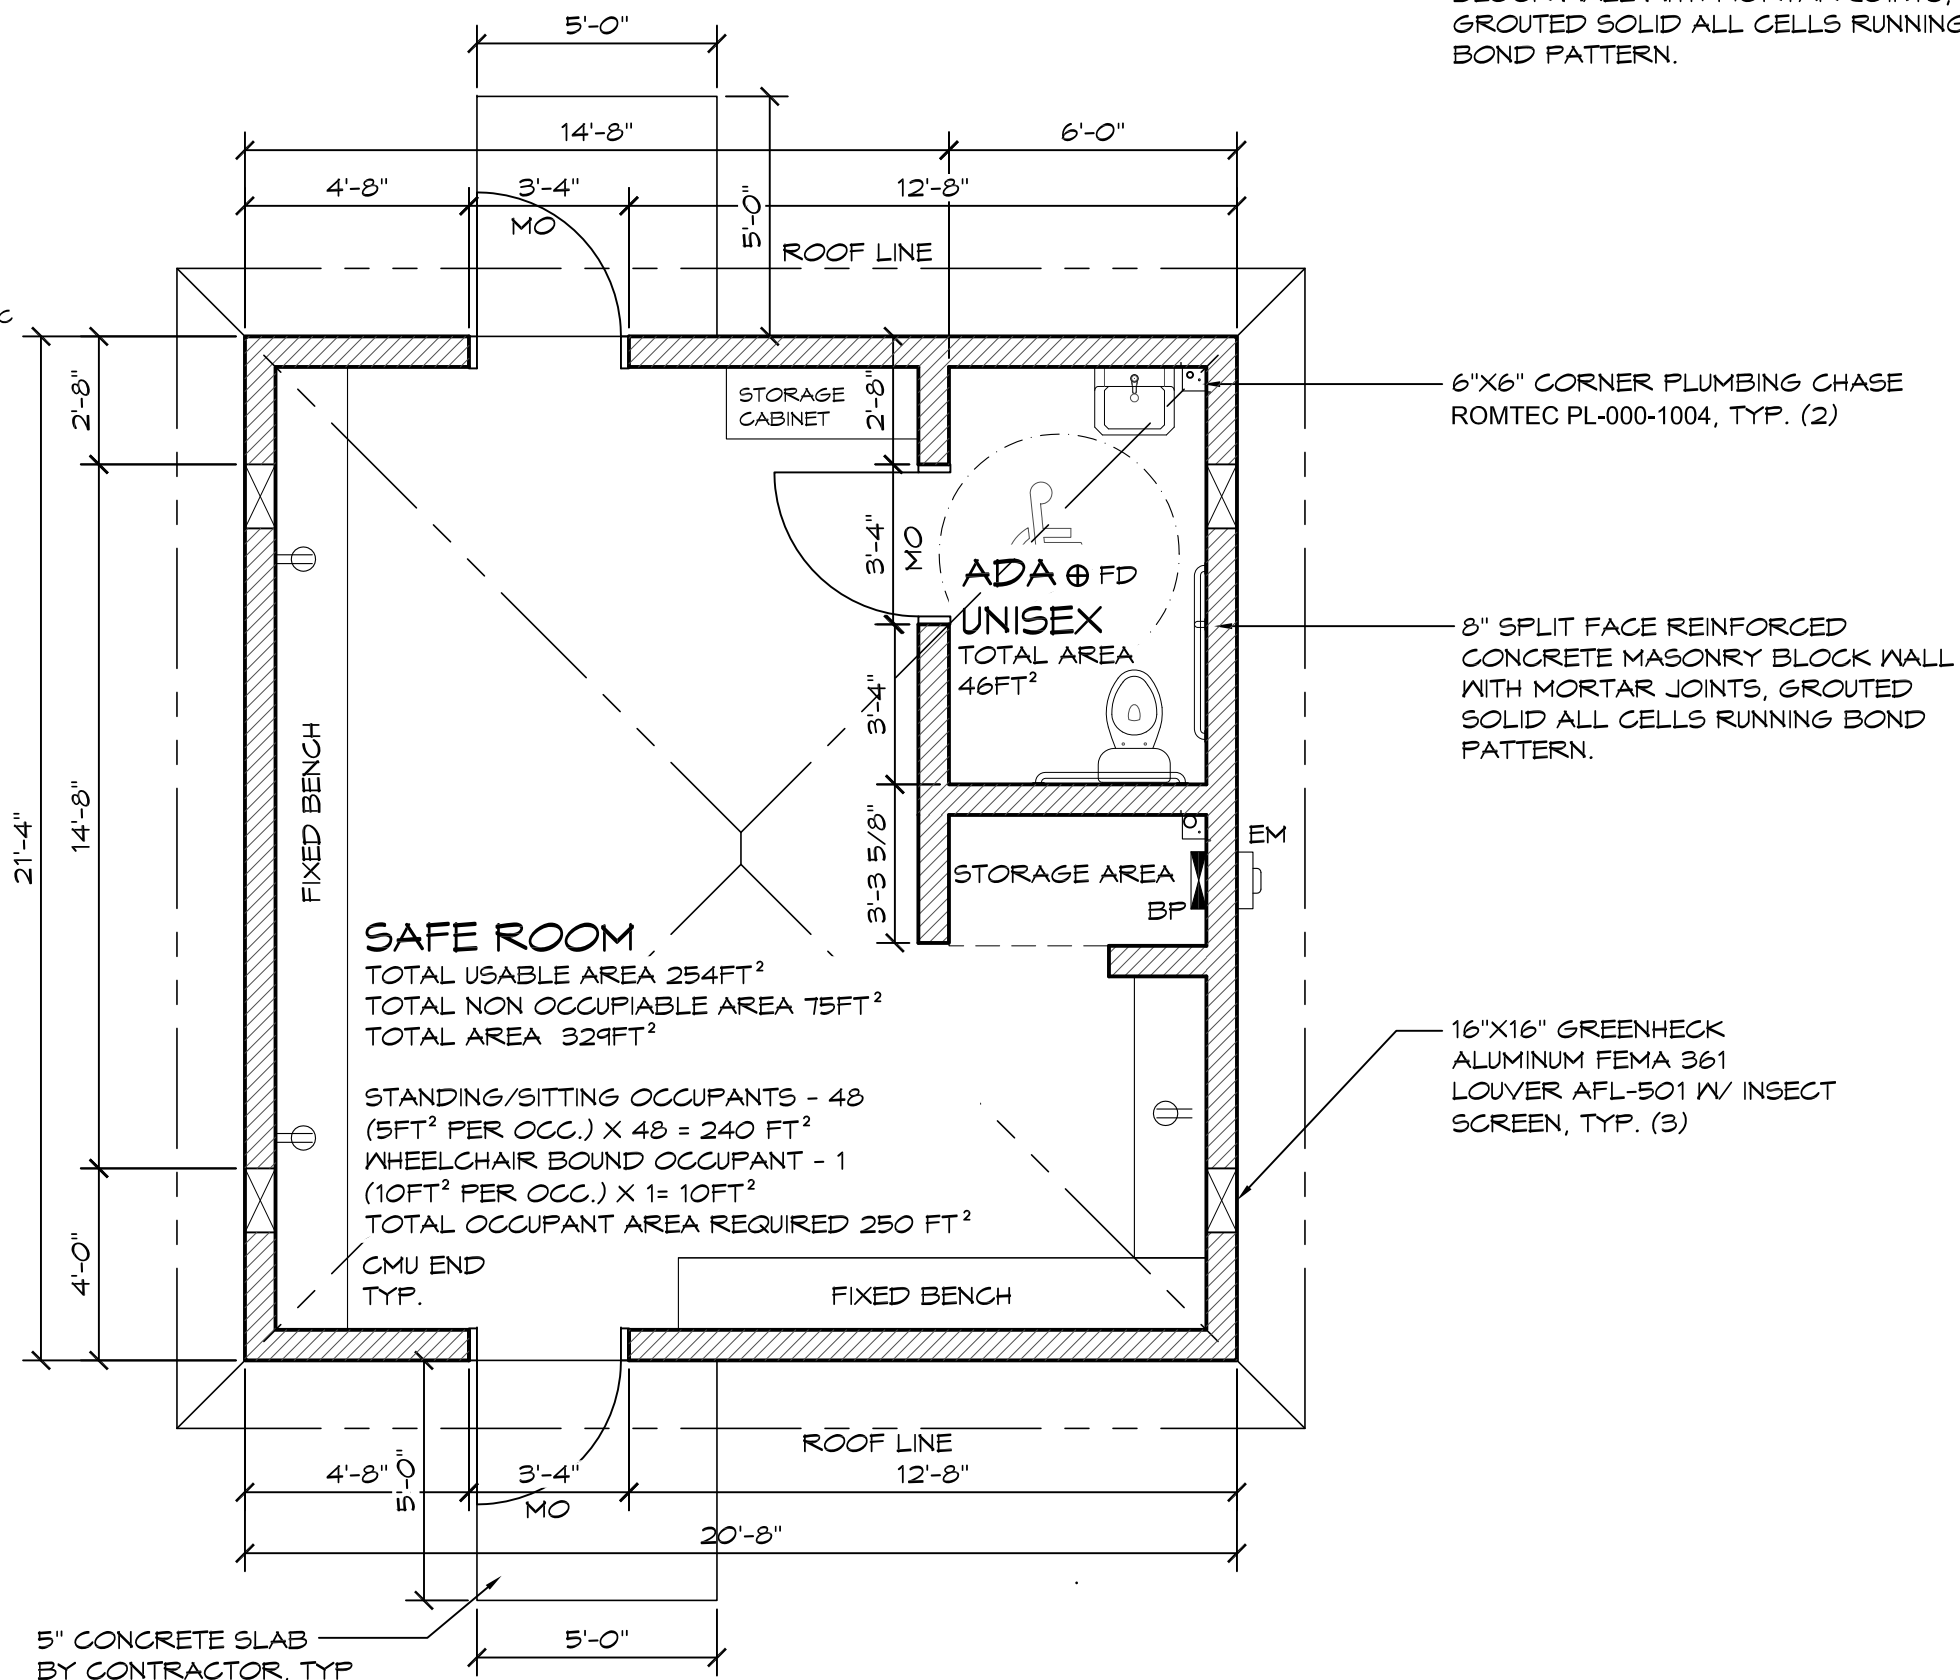 GROUTED SOLID ALL CELLS RUNNING
BOND PATTERN.
5'-0"
14'-8"
6'-0"
4'-8"
3'-4"
12'-8"
MO
5'-0"
ROOF LINE
C
2'-8"
14'-8"
21'-4"
4'-0"
STORAGE
CABINET
2'-8"
3'-4"
MO
3'-4"
3'-3 5/8"
ADA FD
UNISEX
TOTAL AREA
46FT²
6"X6" CORNER PLUMBING CHASE
ROMTEC PL-000-1004, TYP. (2)
8" SPLIT FACE REINFORCED
CONCRETE MASONRY BLOCK WALL
WITH MORTAR JOINTS, GROUTED
SOLID ALL CELLS RUNNING BOND
PATTERN.
FIXED BENCH
EM
STORAGE AREA
BP
SAFE ROOM
TOTAL USABLE AREA 254FT²
TOTAL NON OCCUPIABLE AREA 75FT²
TOTAL AREA 329FT²
STANDING/SITTING OCCUPANTS - 48
(5FT² PER OCC.) X 48 = 240 FT²
WHEELCHAIR BOUND OCCUPANT - 1
(10FT² PER OCC.) X 1= 10FT²
TOTAL OCCUPANT AREA REQUIRED 250 FT²
CMU END
TYP.
16"X16" GREENHECK
ALUMINUM FEMA 361
LOUVER AFL-501 W/ INSECT
SCREEN, TYP. (3)
FIXED BENCH
ROOF LINE
4'-8"
5'-0"
3'-4"
12'-8"
MO
20'-8"
5'-0"
5" CONCRETE SLAB
BY CONTRACTOR, TYP